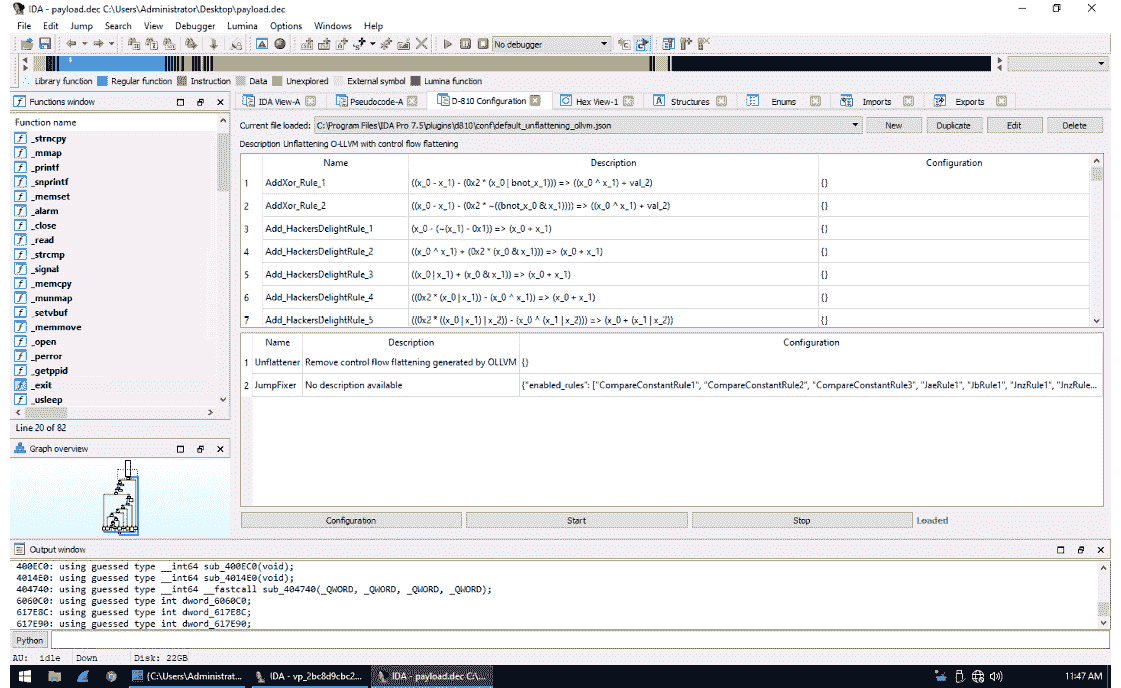 IDA - payload.dec C:\Users\Administrator\Desktop\payload.dec
File Edit Jump Search View Debugger Lumina Options Windows Help
No debugger
Library function Regular function Instruction Data Unexplored External symbol Lumina function
Functions window
IDA View-A Pseudocode-A D-810 Configuration Hex View-1 Structures Enums Imports Exports
Function name
_strncpy
_mmap
_printf
_snprintf
_memset
_alarm
_close
_read
_strcmp
_signal
_memcpy
_munmap
_setvbuf
_memmove
_open
_perror
_getppid
_exit
_usleep
Line 20 of 82
Graph overview
Current file loaded: C:\Program Files\IDA Pro 7.5\plugins\d810\conf\default_unflattening_ollvm.json New Duplicate Edit Delete
Description Unflattening O-LLVM with control flow flattening
Name Description Configuration
1 AddXor_Rule_1 ((x_0 - x_1) - (0x2 * (x_0 | bnot_x_1))) => ((x_0 ^ x_1) + val_2) {}
2 AddXor_Rule_2 ((x_0 - x_1) - (0x2 * ~((bnot_x_0 & x_1)))) => ((x_0 ^ x_1) + val_2) {}
3 Add_HackersDelightRule_1 (x_0 - (~(x_1) - 0x1)) => (x_0 + x_1) {}
4 Add_HackersDelightRule_2 ((x_0 ^ x_1) + (0x2 * (x_0 & x_1))) => (x_0 + x_1) {}
5 Add_HackersDelightRule_3 ((x_0 | x_1) + (x_0 & x_1)) => (x_0 + x_1) {}
6 Add_HackersDelightRule_4 ((0x2 * (x_0 | x_1)) - (x_0 ^ x_1)) => (x_0 + x_1) {}
7 Add_HackersDelightRule_5 ((0x2 * ((x_0 | x_1) | x_2)) - (x_0 ^ (x_1 | x_2))) => (x_0 + (x_1 | x_2)) {}
Name Description Configuration
1 Unflattener Remove control flow flattening generated by OLLVM {}
2 JumpFixer No description available {"enabled_rules": ["CompareConstantRule1", "CompareConstantRule2", "CompareConstantRule3", "JaeRule1", "JbRule1", "JnzRule1", "JnzRule...
Configuration Start Stop Loaded
Output window
400EC0: using guessed type __int64 sub_400EC0(void);
4014E0: using guessed type __int64 sub_4014E0(void);
404740: using guessed type __int64 __fastcall sub_404740(_QWORD, _QWORD, _QWORD, _QWORD);
6060C0: using guessed type int dword_6060C0;
617E8C: using guessed type int dword_617E8C;
617E90: using guessed type int dword_617E90;
Python
AU: idle Down Disk: 22GB
(C:\Users\Administrat... IDA - vp_2bc8d9cbc2... IDA - payload.dec C:\... 11:47 AM